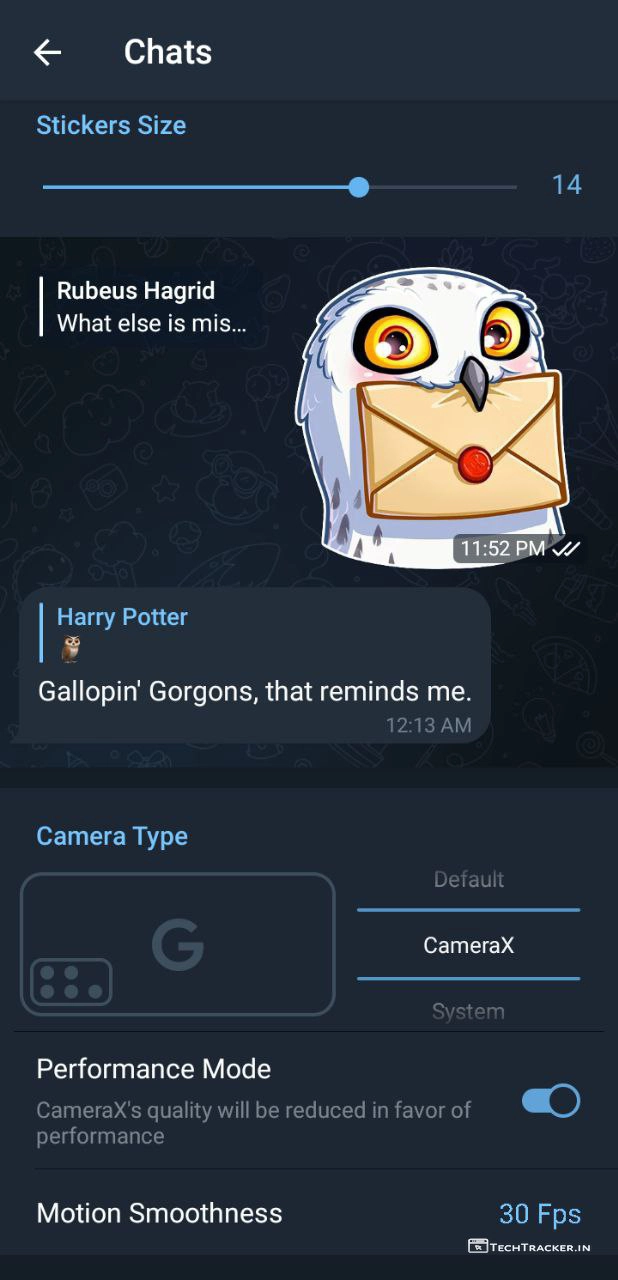 Chats
Stickers Size
14
Rubeus Hagrid
What else is mis...
11:52 PM
Harry Potter
Gallopin' Gorgons, that reminds me.
12:13 AM
Camera Type
Default
G
CameraX
System
Performance Mode
CameraX's quality will be reduced in favor of
performance
Motion Smoothness
30 Fps
TECHTRACKER.IN